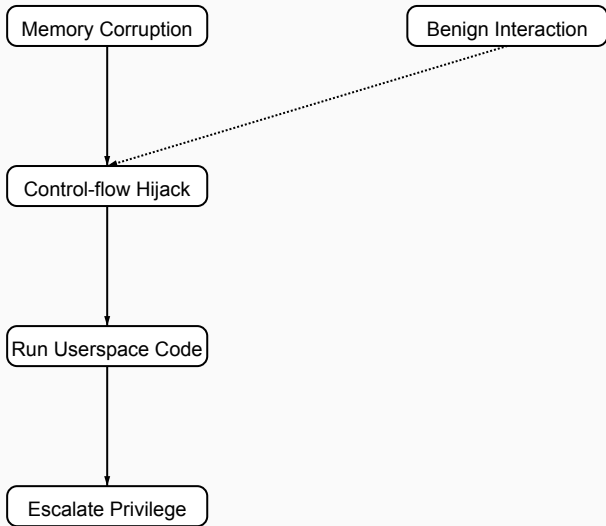 Memory Corruption
Benign Interaction
Control-flow Hijack
Run Userspace Code
Escalate Privilege